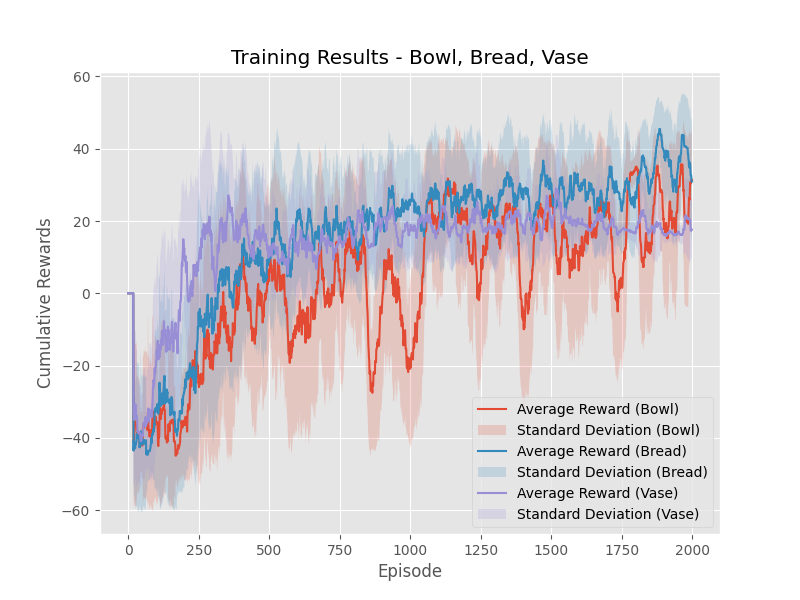 Training Results - Bowl, Bread, Vase
60
40
20
0
−20
−40
−60
Cumulative Rewards
0 250 500 750 1000 1250 1500 1750 2000
Episode
Average Reward (Bowl)
Standard Deviation (Bowl)
Average Reward (Bread)
Standard Deviation (Bread)
Average Reward (Vase)
Standard Deviation (Vase)